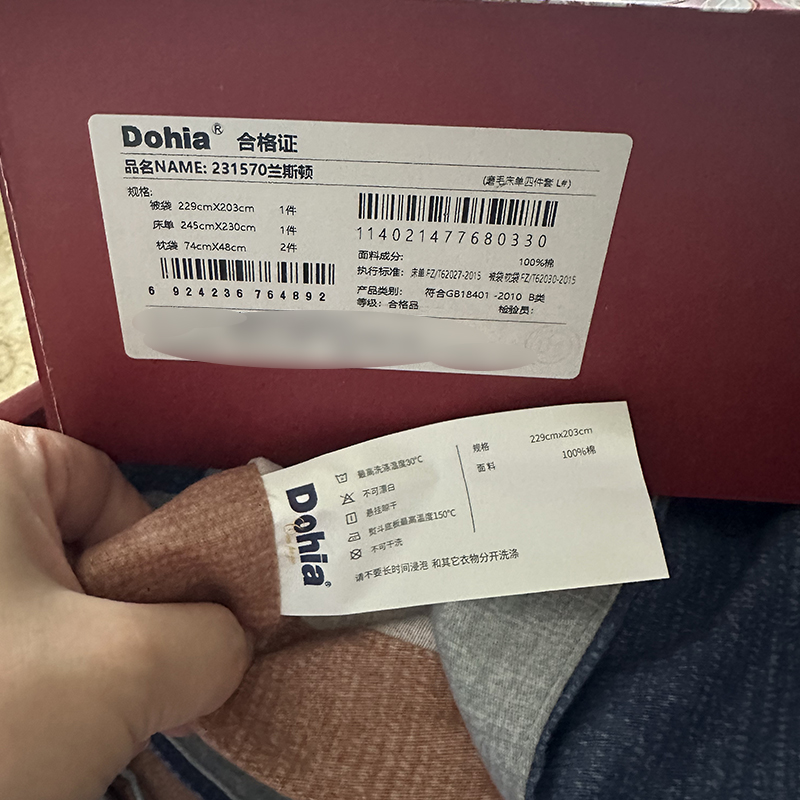 Dohia® 合格证
品名NAME: 231570兰斯顿
(磨毛床单四件套 L#)
规格:
被袋 229cmX203cm 1件
床单 245cmX230cm 1件
枕袋 74cmX48cm 2件
6 924236 764892
114021477680330
面料成分: 100%棉
执行标准: 床单 FZ/T62027-2015 被袋枕袋 FZ/T62030-2015
产品类别: 符合GB18401 -2010 B类
等级: 合格品 检验员:
Dohia®
最高洗涤温度30℃
不可漂白
悬挂晾干
熨斗底板最高温度150℃
不可干洗
请不要长时间浸泡 和其它衣物分开洗涤
规格 229cmx203cm
面料 100%棉